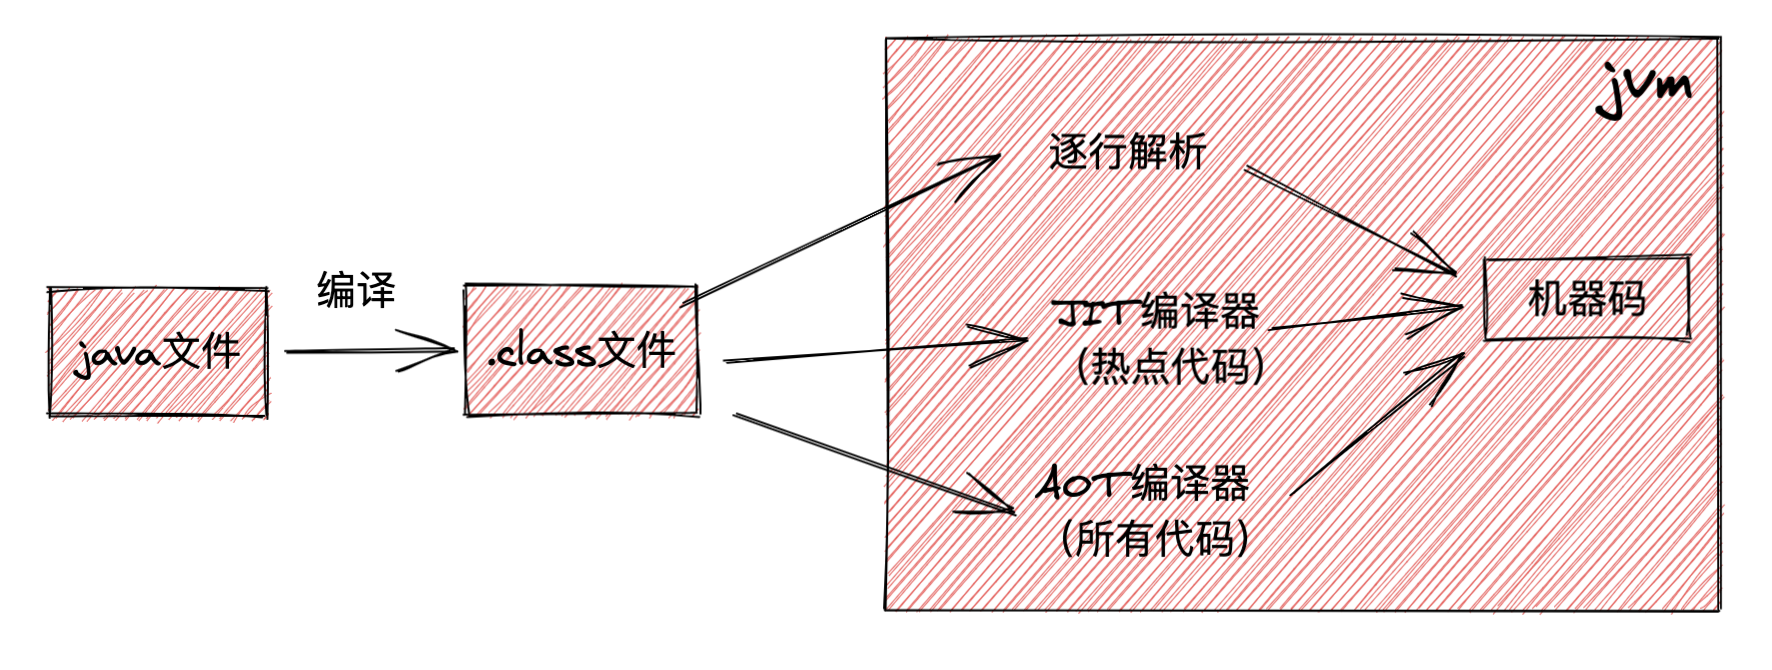 jvm
逐行解析
编译
java文件
.class文件
JIT编译器
（热点代码）
机器码
AOT编译器
（所有代码）